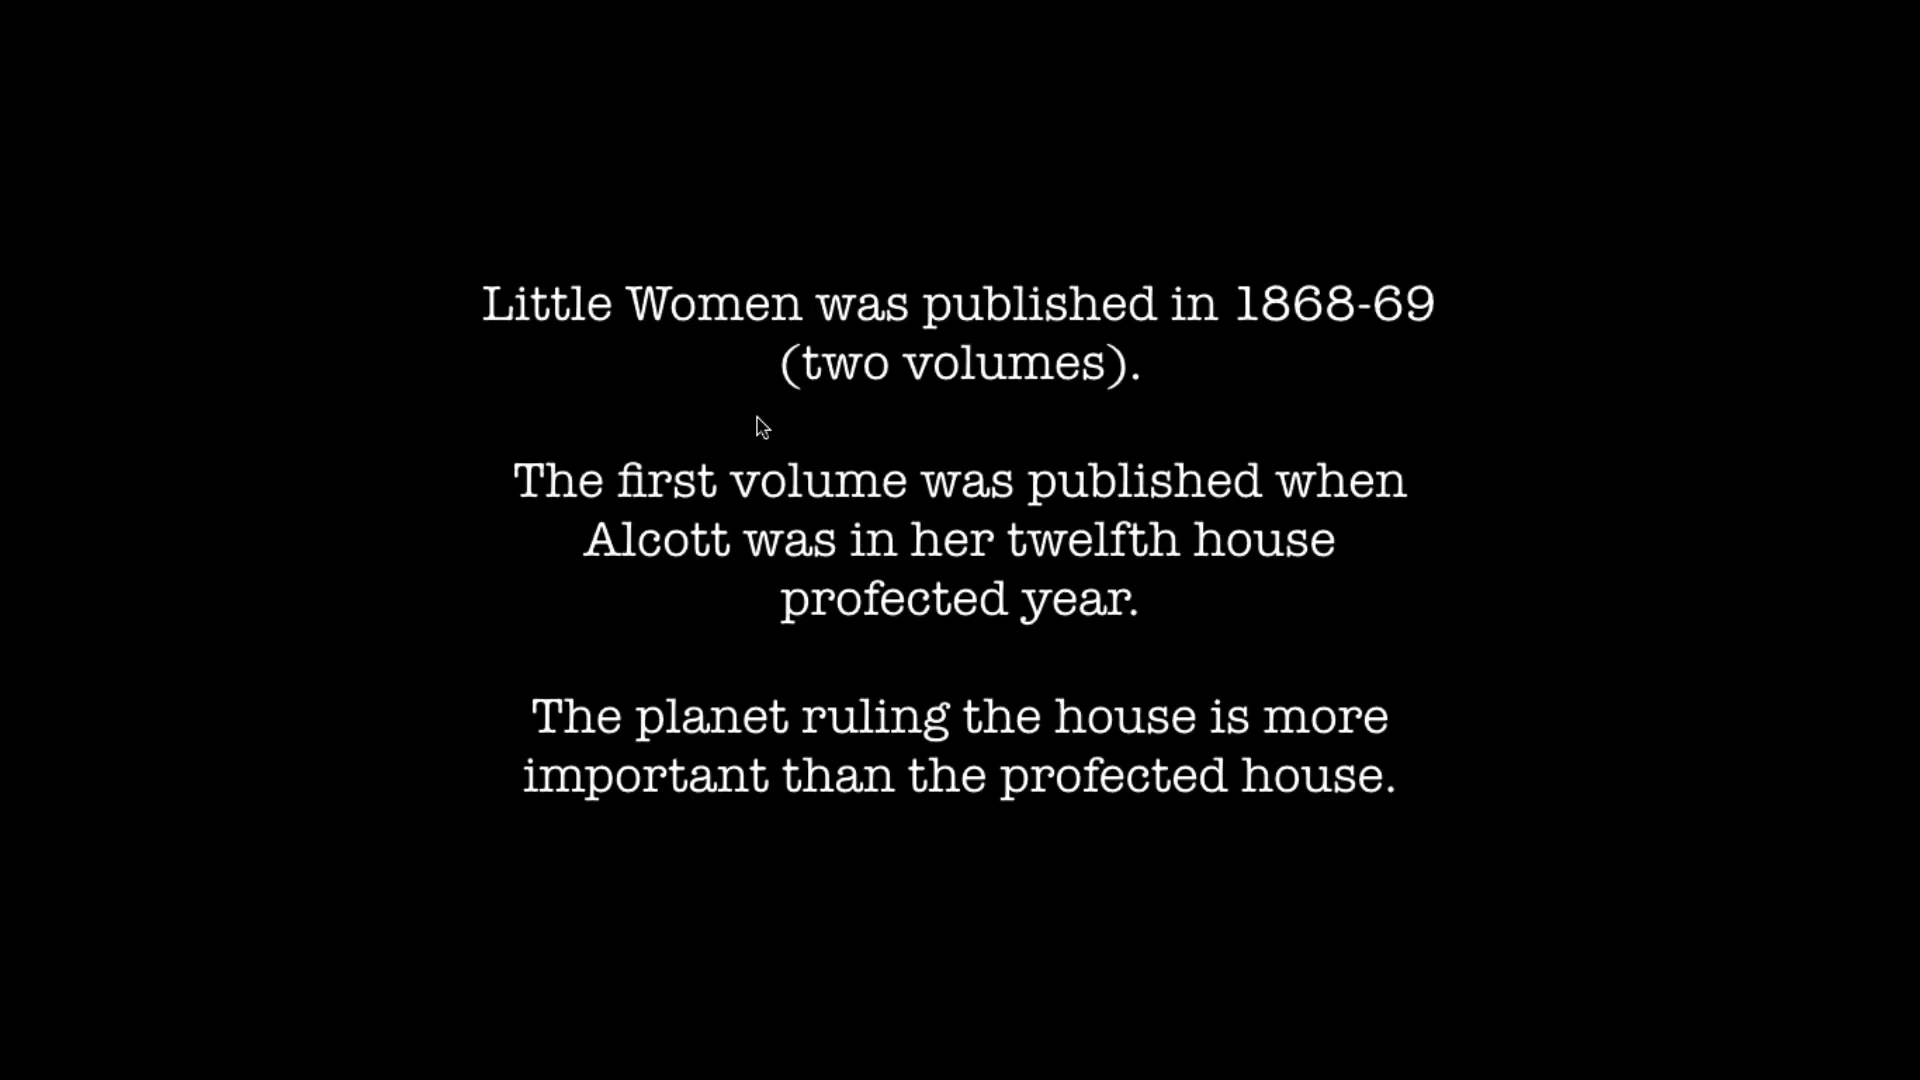 Little Women was published in 1868-69
(two volumes).
The first volume was published when
Alcott was in her twelfth house
profected year.
The planet ruling the house is more
important than the profected house.